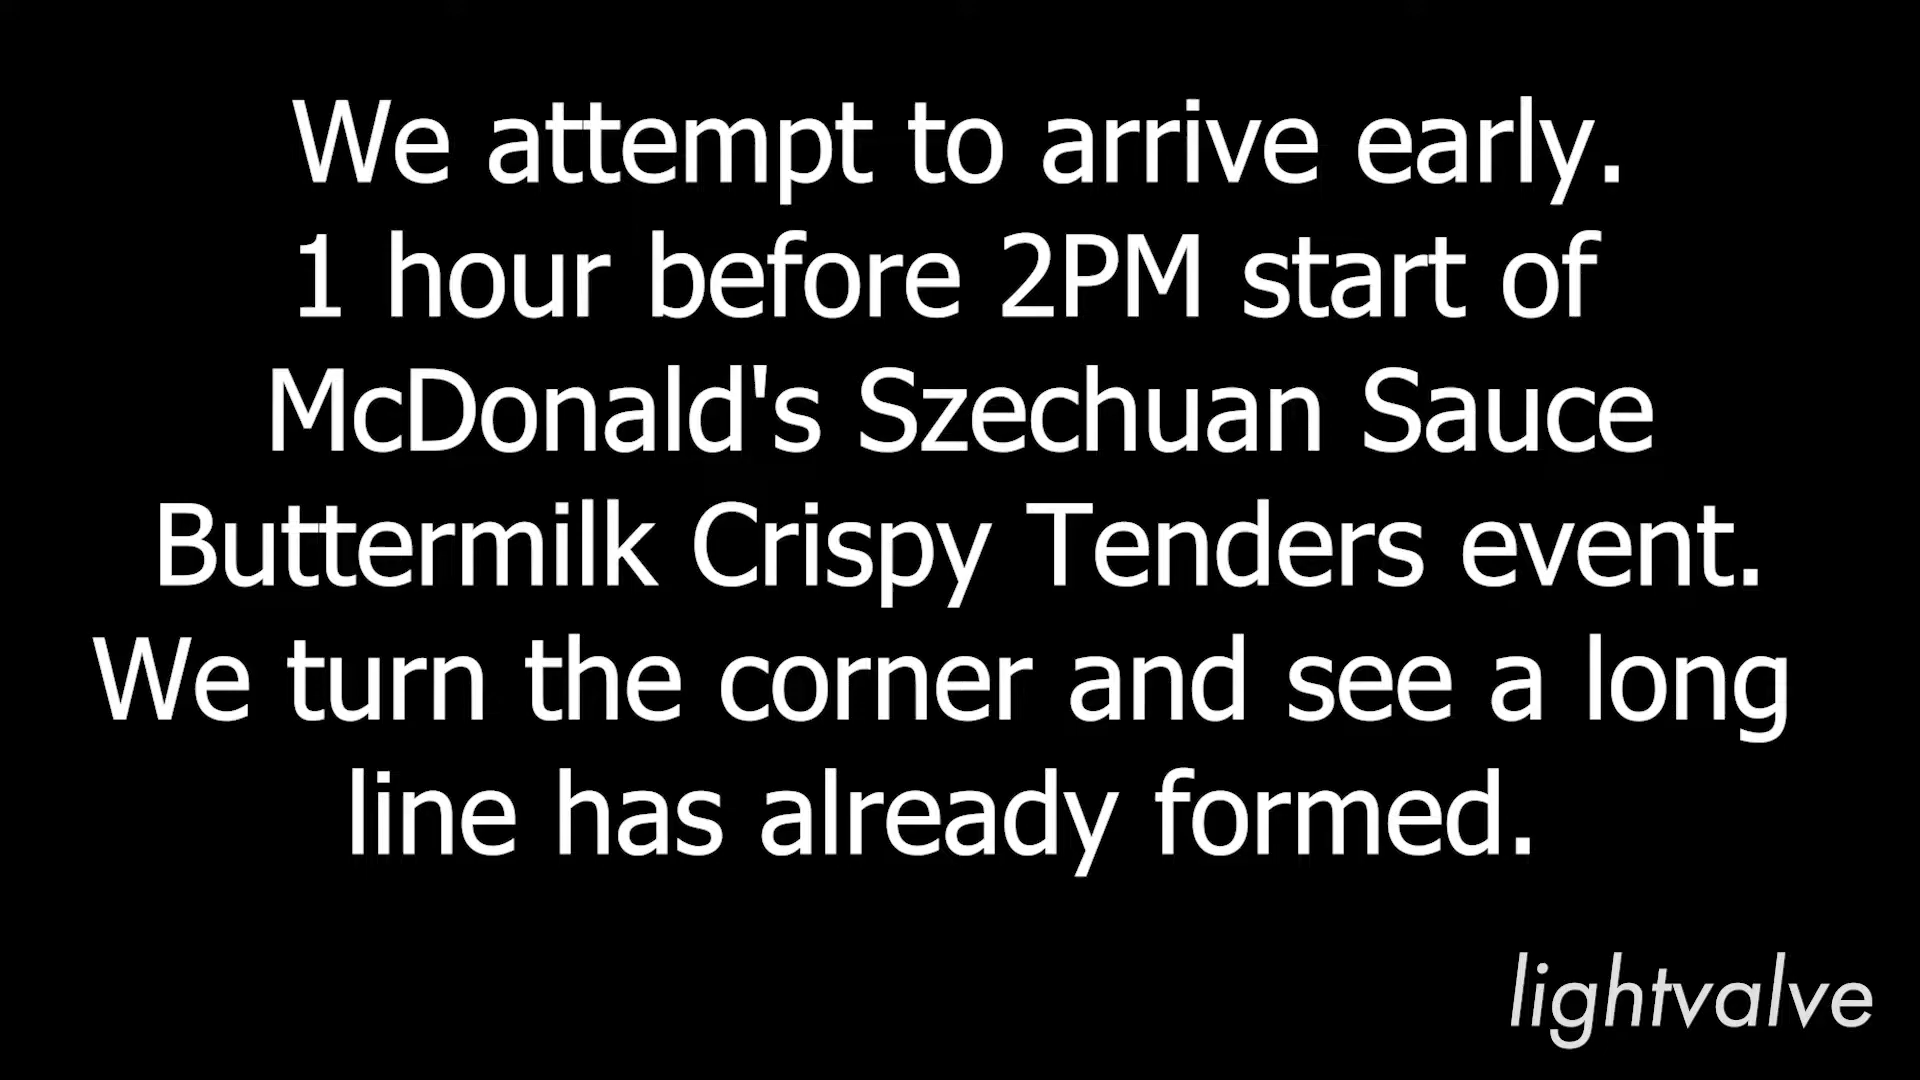 We attempt to arrive early.
1 hour before 2PM start of
McDonald's Szechuan Sauce
Buttermilk Crispy Tenders event.
We turn the corner and see a long
line has already formed.
lightvalve